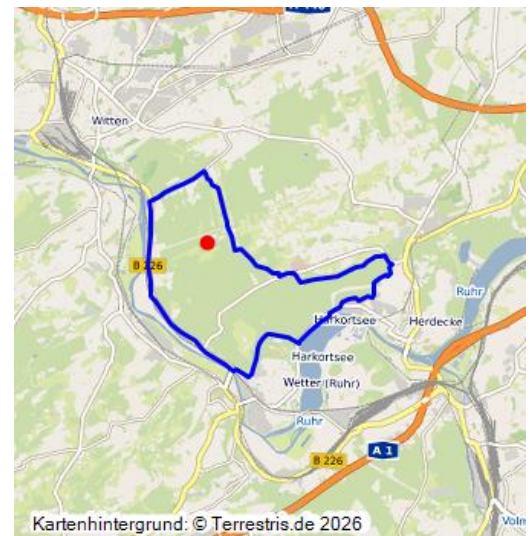 Witten
B 226
Ruhr
Harkortsee
Herdecke
Harkortsee
Wetter (Ruhr)
Ruhr
A 1
B 226
Kartenhintergrund: © Terrestris.de 2026